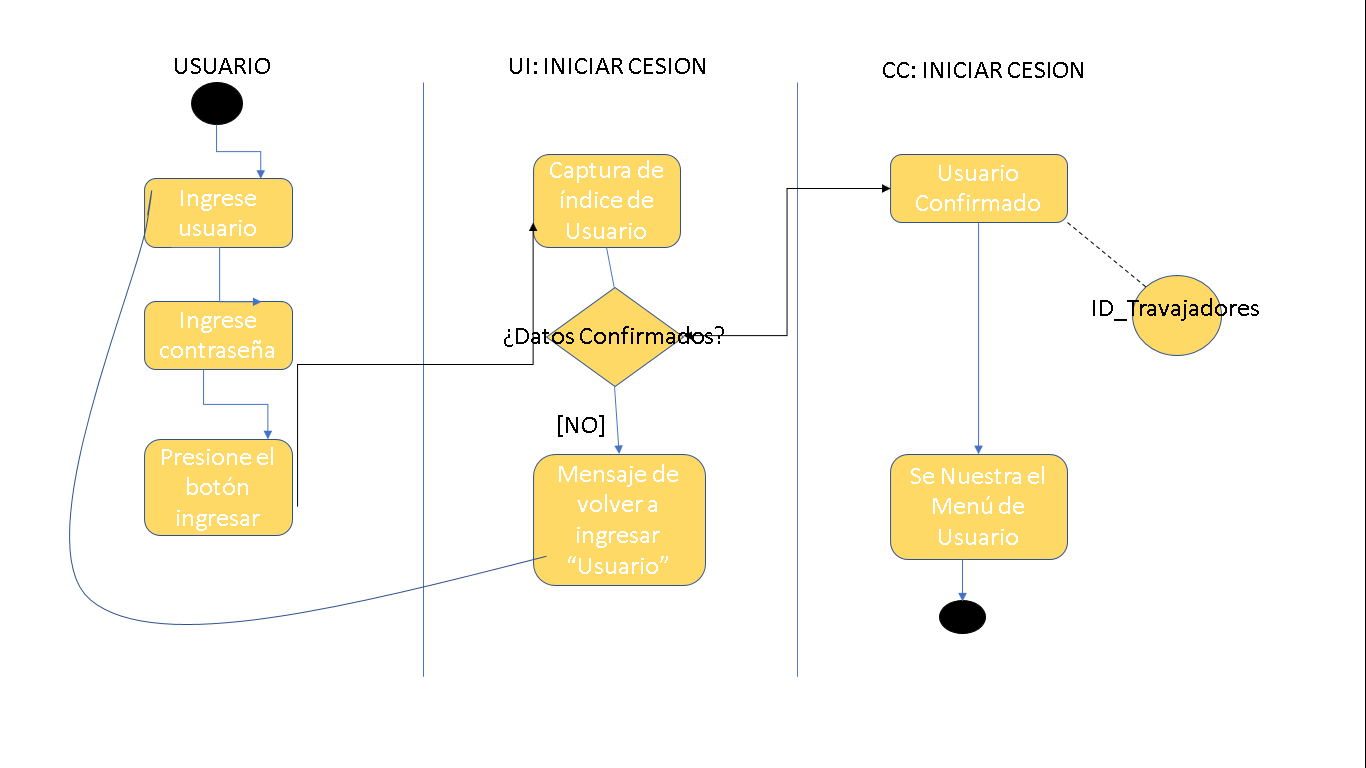 USUARIO
UI: INICIAR CESION
CC: INICIAR CESION
Ingrese
usuario
Ingrese
contraseña
Presione el
botón
ingresar
Captura de
índice de
Usuario
¿Datos Confirmados?
[NO]
Mensaje de
volver a
ingresar
“Usuario”
Usuario
Confirmado
ID_Travajadores
Se Nuestra el
Menú de
Usuario